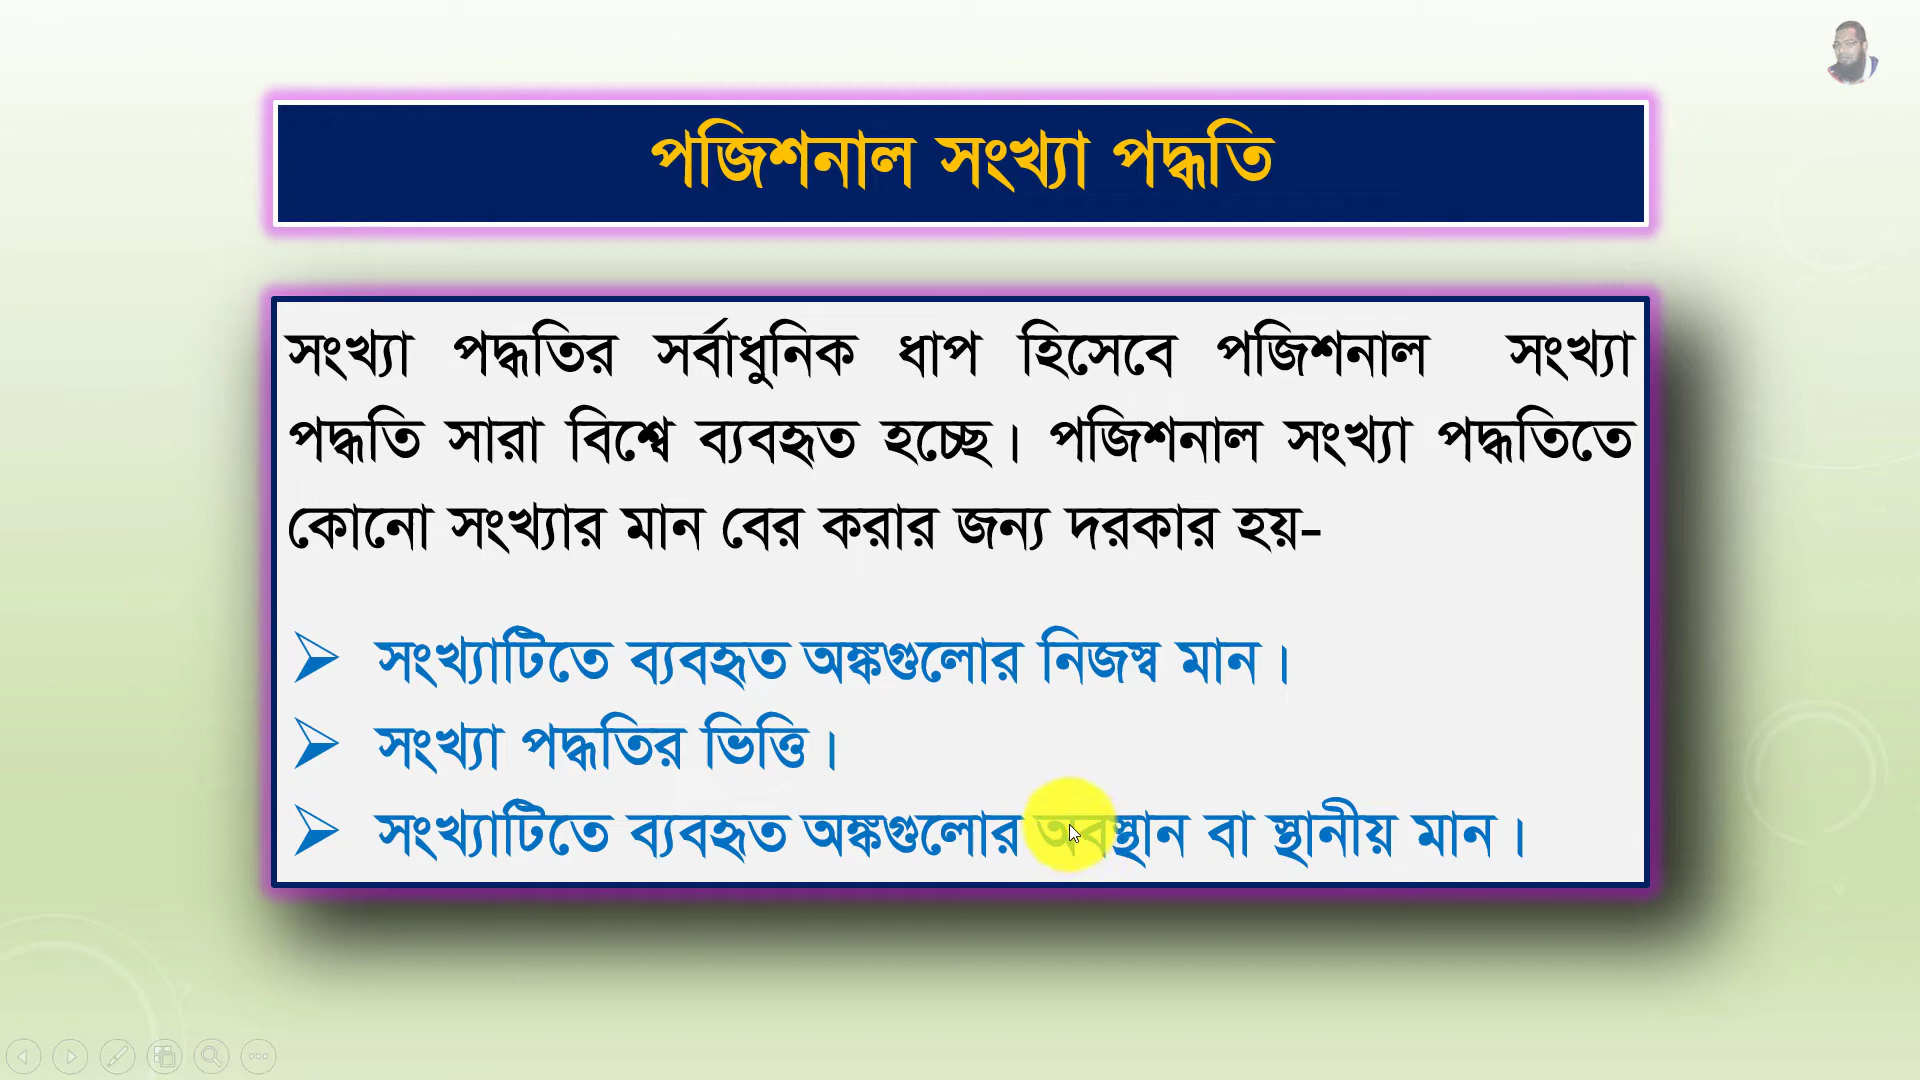 পজিশনাল সংখ্যা পদ্ধতি
সংখ্যা পদ্ধতির সর্বাধুনিক ধাপ হিসেবে পজিশনাল সংখ্যা
পদ্ধতি সারা বিশ্বে ব্যবহৃত হচ্ছে। পজিশনাল সংখ্যা পদ্ধতিতে
কোনো সংখ্যার মান বের করার জন্য দরকার হয়-
➢ সংখ্যাটিতে ব্যবহৃত অঙ্কগুলোর নিজস্ব মান।
➢ সংখ্যা পদ্ধতির ভিত্তি।
➢ সংখ্যাটিতে ব্যবহৃত অঙ্কগুলোর অবস্থান বা স্থানীয় মান।